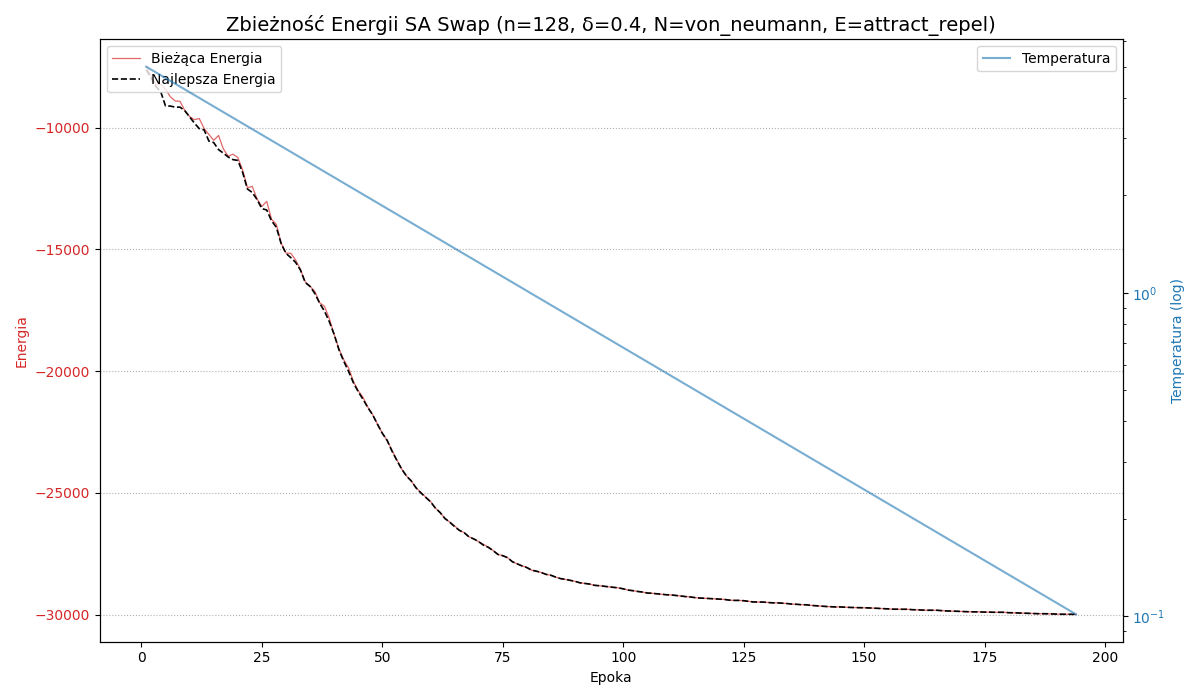 Zbieżność Energii SA Swap (n=128, δ=0.4, N=von_neumann, E=attract_repel)
Bieżąca Energia
Najlepsza Energia
Temperatura
−10000
−15000
−20000
−25000
−30000
Energia
10⁰
10⁻¹
Temperatura (log)
0 25 50 75 100 125 150 175 200
Epoka